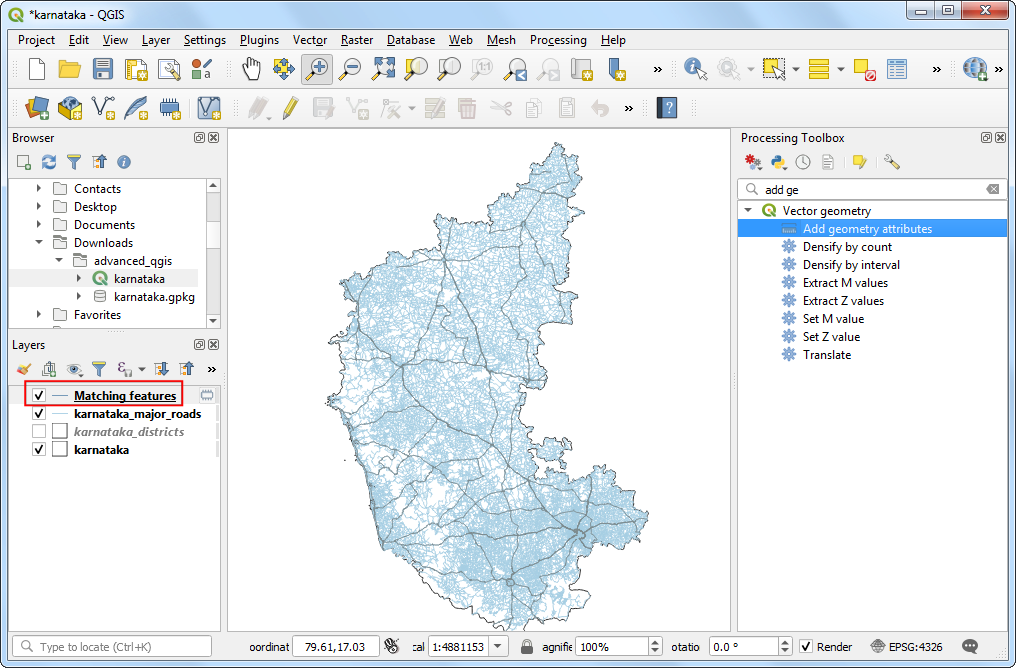 *karnataka - QGIS
Project Edit View Layer Settings Plugins Vector Raster Database Web Mesh Processing Help
Browser
Contacts
Desktop
Documents
Downloads
advanced_qgis
karnataka
karnataka.gpkg
Favorites
Layers
Matching features
karnataka_major_roads
karnataka_districts
karnataka
Processing Toolbox
add ge
Vector geometry
Add geometry attributes
Densify by count
Densify by interval
Extract M values
Extract Z values
Set M value
Set Z value
Translate
Type to locate (Ctrl+K) oordinat 79.61,17.03 cal 1:4881153 agnifie 100% otatio 0.0 ° Render EPSG:4326